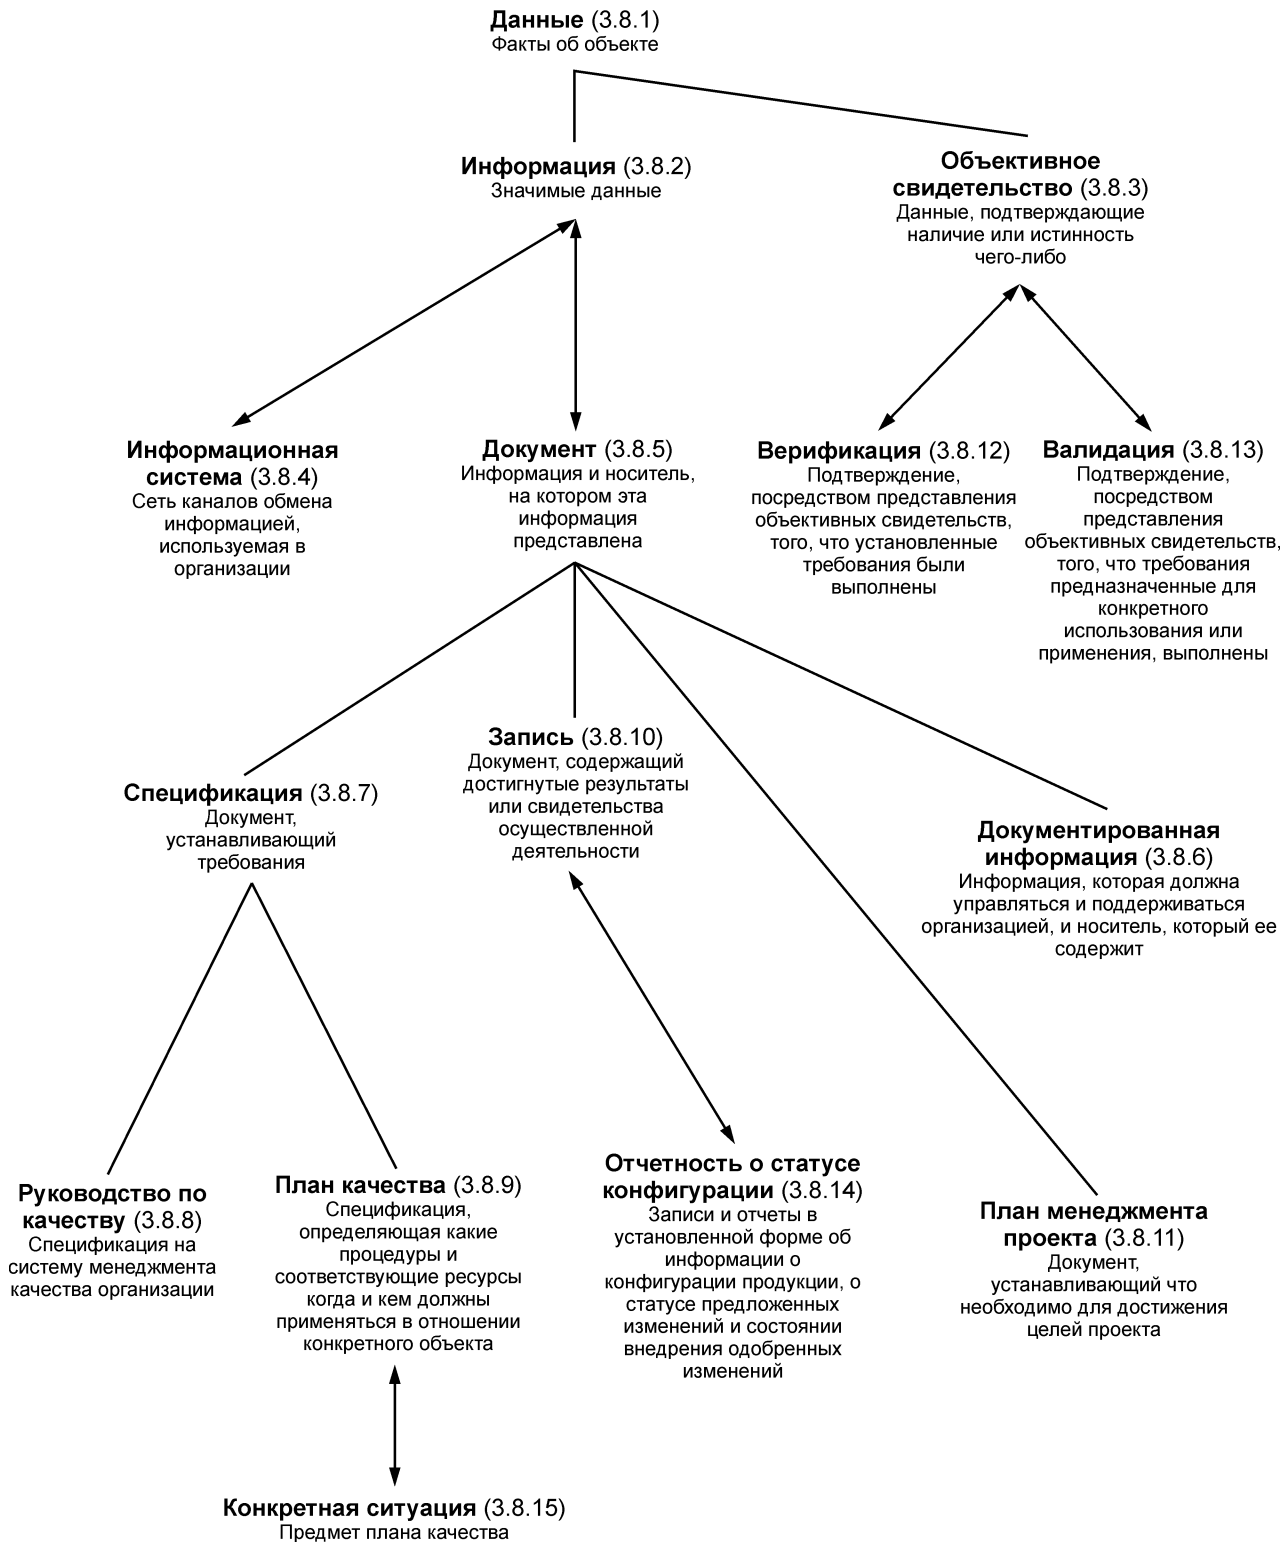 Данные (3.8.1)
Факты об объекте
Информация (3.8.2)
Значимые данные
Объективное
свидетельство (3.8.3)
Данные, подтверждающие
наличие или истинность
чего-либо
Информационная
система (3.8.4)
Сеть каналов обмена
информацией,
используемая в
организации
Документ (3.8.5)
Информация и носитель,
на котором эта
информация
представлена
Верификация (3.8.12)
Подтверждение,
посредством представления
объективных свидетельств,
того, что установленные
требования были
выполнены
Валидация (3.8.13)
Подтверждение,
посредством
представления
объективных свидетельств,
того, что требования
предназначенные для
конкретного
использования или
применения, выполнены
Спецификация (3.8.7)
Документ,
устанавливающий
требования
Запись (3.8.10)
Документ, содержащий
достигнутые результаты
или свидетельства
осуществленной
деятельности
Документированная
информация (3.8.6)
Информация, которая должна
управляться и поддерживаться
организацией, и носитель, который ее
содержит
Руководство по
качеству (3.8.8)
Спецификация на
систему менеджмента
качества организации
План качества (3.8.9)
Спецификация,
определяющая какие
процедуры и
соответствующие ресурсы
когда и кем должны
применяться в отношении
конкретного объекта
Отчетность о статусе
конфигурации (3.8.14)
Записи и отчеты в
установленной форме об
информации о
конфигурации продукции, о
статусе предложенных
изменений и состоянии
внедрения одобренных
изменений
План менеджмента
проекта (3.8.11)
Документ,
устанавливающий что
необходимо для достижения
целей проекта
Конкретная ситуация (3.8.15)
Предмет плана качества